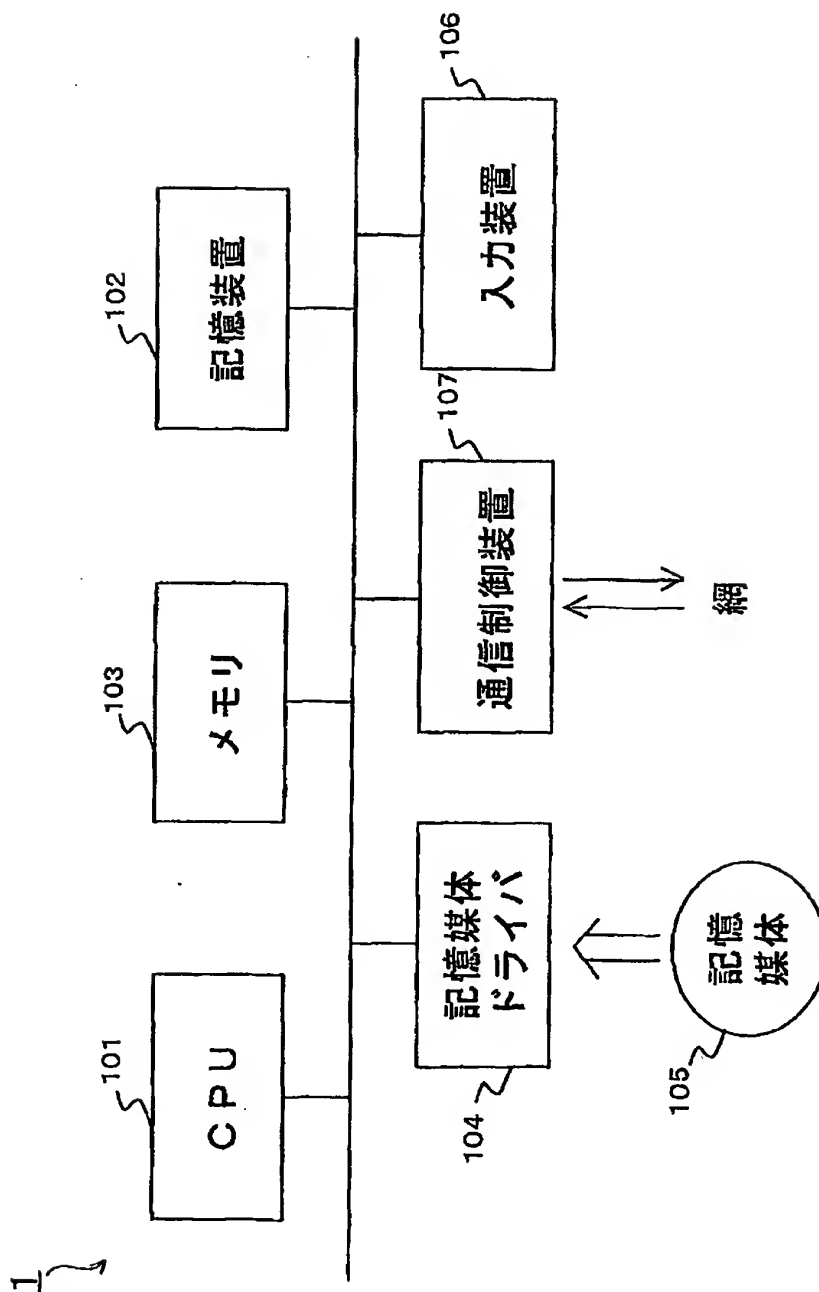 1
101
CPU
103
メモリ
102
記憶装置
104
記憶媒体
ドライバ
107
通信制御装置
106
入力装置
105
記憶
媒体
網